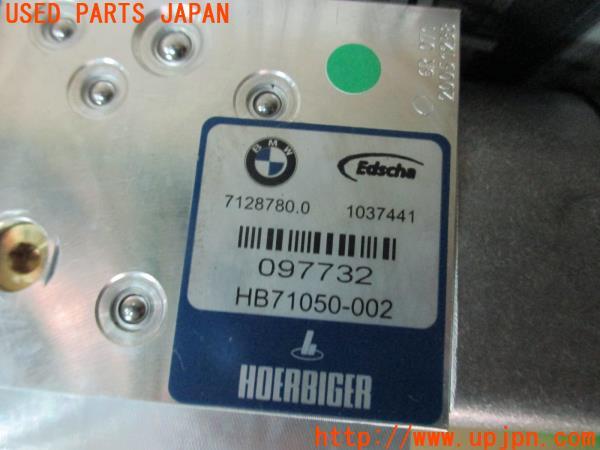 USED PARTS JAPAN
BMW
Edscha
7128780.0 1037441
097732
HB71050-002
HOERBIGER
http://www.upjpn.com